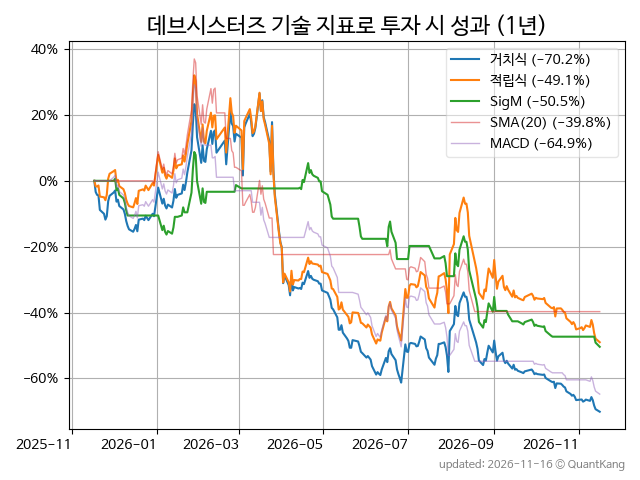 데브시스터즈 기술 지표로 투자 시 성과 (1년)
40%
20%
0%
−20%
−40%
−60%
거치식 (−70.2%)
적립식 (−49.1%)
SigM (−50.5%)
SMA(20) (−39.8%)
MACD (−64.9%)
2025-11
2026-01
2026-03
2026-05
2026-07
2026-09
2026-11
updated: 2026-11-16 © QuantKang